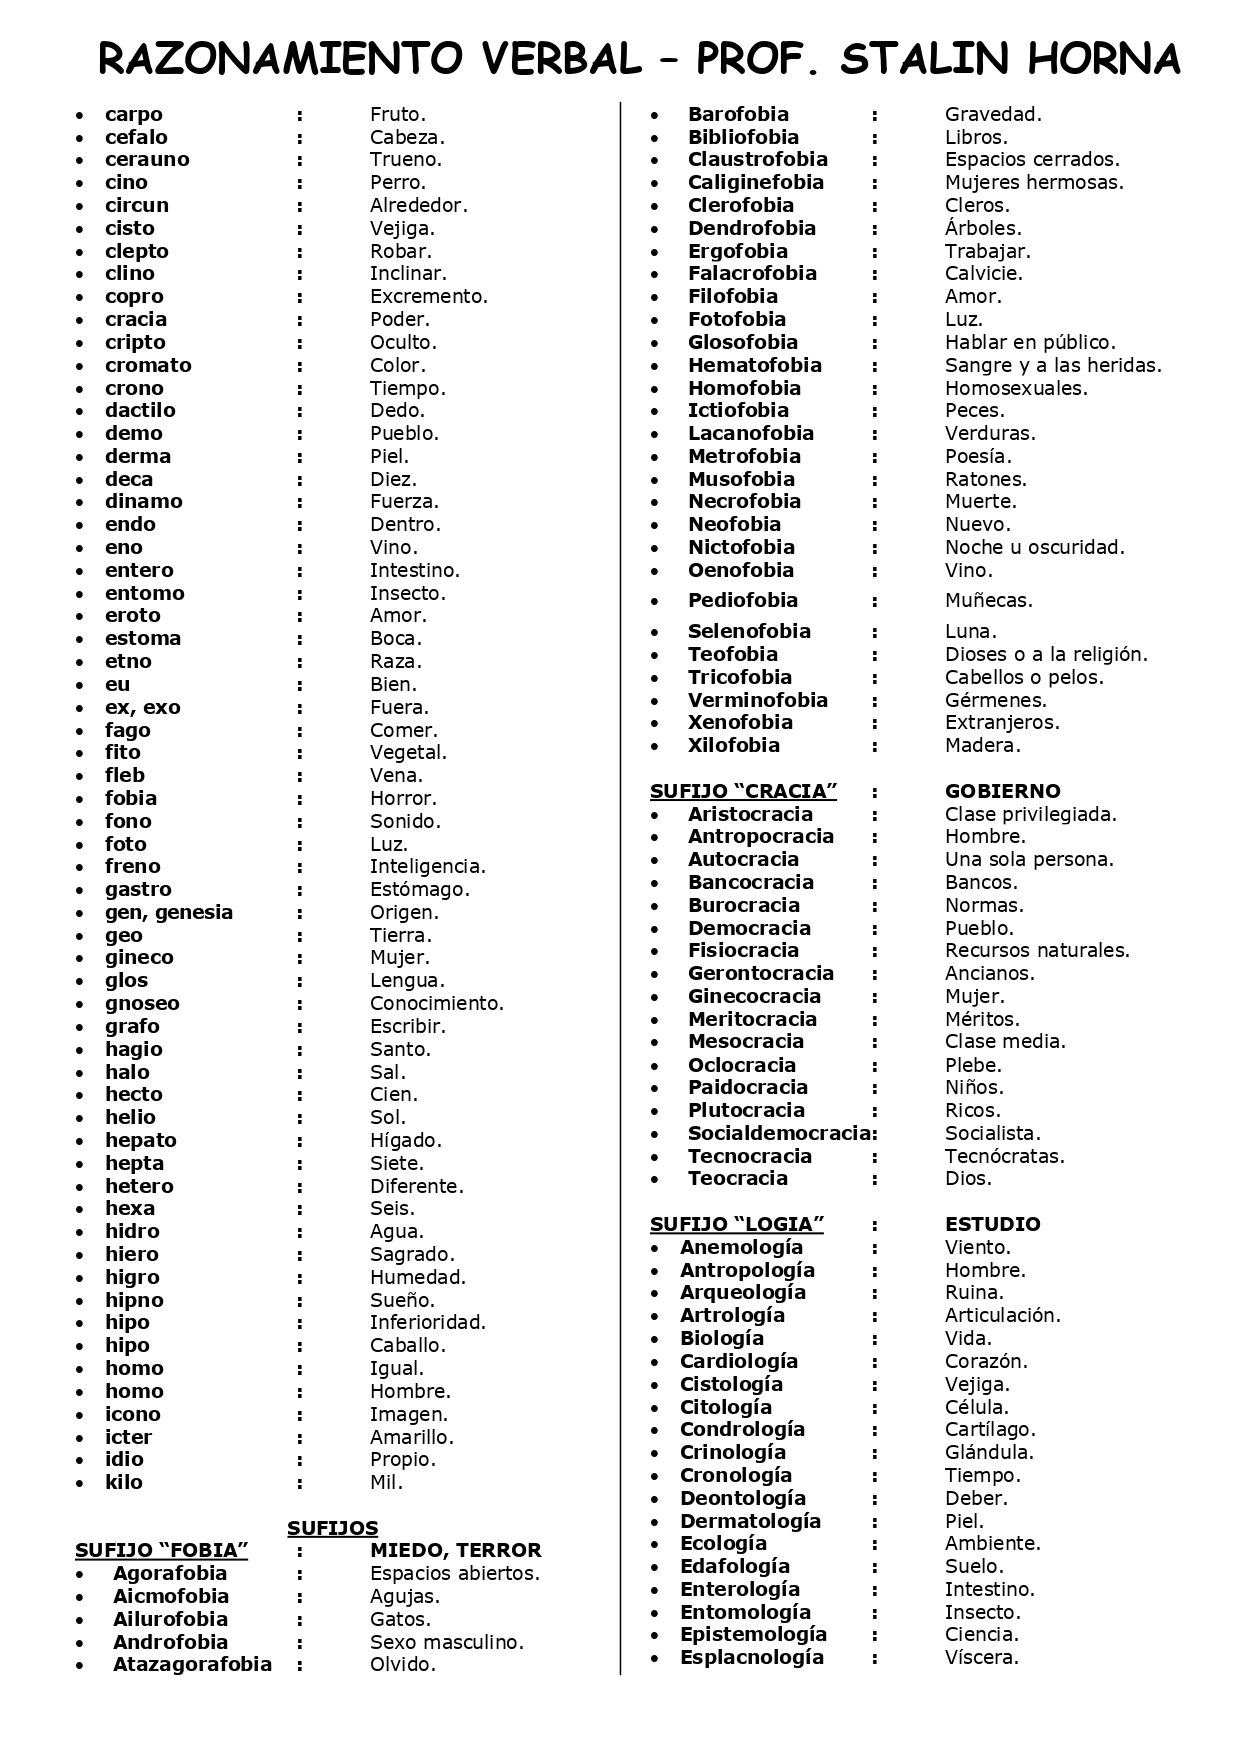 RAZONAMIENTO VERBAL – PROF. STALIN HORNA
• carpo : Fruto.
• cefalo : Cabeza.
• cerauno : Trueno.
• cino : Perro.
• circun : Alrededor.
• cisto : Vejiga.
• clepto : Robar.
• clino : Inclinar.
• copro : Excremento.
• cracia : Poder.
• cripto : Oculto.
• cromato : Color.
• crono : Tiempo.
• dactilo : Dedo.
• demo : Pueblo.
• derma : Piel.
• deca : Diez.
• dinamo : Fuerza.
• endo : Dentro.
• eno : Vino.
• entero : Intestino.
• entomo : Insecto.
• eroto : Amor.
• estoma : Boca.
• etno : Raza.
• eu : Bien.
• ex, exo : Fuera.
• fago : Comer.
• fito : Vegetal.
• fleb : Vena.
• fobia : Horror.
• fono : Sonido.
• foto : Luz.
• freno : Inteligencia.
• gastro : Estómago.
• gen, genesia : Origen.
• geo : Tierra.
• gineco : Mujer.
• glos : Lengua.
• gnoseo : Conocimiento.
• grafo : Escribir.
• hagio : Santo.
• halo : Sal.
• hecto : Cien.
• helio : Sol.
• hepato : Hígado.
• hepta : Siete.
• hetero : Diferente.
• hexa : Seis.
• hidro : Agua.
• hiero : Sagrado.
• higro : Humedad.
• hipno : Sueño.
• hipo : Inferioridad.
• hipo : Caballo.
• homo : Igual.
• homo : Hombre.
• icono : Imagen.
• icter : Amarillo.
• idio : Propio.
• kilo : Mil.
SUFIJOS
SUFIJO “FOBIA” : MIEDO, TERROR
• Agorafobia : Espacios abiertos.
• Aicmofobia : Agujas.
• Ailurofobia : Gatos.
• Androfobia : Sexo masculino.
• Atazagorafobia : Olvido.
• Barofobia : Gravedad.
• Bibliofobia : Libros.
• Claustrofobia : Espacios cerrados.
• Caliginefobia : Mujeres hermosas.
• Clerofobia : Cleros.
• Dendrofobia : Árboles.
• Ergofobia : Trabajar.
• Falacrofobia : Calvicie.
• Filofobia : Amor.
• Fotofobia : Luz.
• Glosofobia : Hablar en público.
• Hematofobia : Sangre y a las heridas.
• Homofobia : Homosexuales.
• Ictiofobia : Peces.
• Lacanofobia : Verduras.
• Metrofobia : Poesía.
• Musofobia : Ratones.
• Necrofobia : Muerte.
• Neofobia : Nuevo.
• Nictofobia : Noche u oscuridad.
• Oenofobia : Vino.
• Pediofobia : Muñecas.
• Selenofobia : Luna.
• Teofobia : Dioses o a la religión.
• Tricofobia : Cabellos o pelos.
• Verminofobia : Gérmenes.
• Xenofobia : Extranjeros.
• Xilofobia : Madera.
SUFIJO “CRACIA” : GOBIERNO
• Aristocracia : Clase privilegiada.
• Antropocracia : Hombre.
• Autocracia : Una sola persona.
• Bancocracia : Bancos.
• Burocracia : Normas.
• Democracia : Pueblo.
• Fisiocracia : Recursos naturales.
• Gerontocracia : Ancianos.
• Ginecocracia : Mujer.
• Meritocracia : Méritos.
• Mesocracia : Clase media.
• Oclocracia : Plebe.
• Paidocracia : Niños.
• Plutocracia : Ricos.
• Socialdemocracia: Socialista.
• Tecnocracia : Tecnócratas.
• Teocracia : Dios.
SUFIJO “LOGIA” : ESTUDIO
• Anemología : Viento.
• Antropología : Hombre.
• Arqueología : Ruina.
• Artrología : Articulación.
• Biología : Vida.
• Cardiología : Corazón.
• Cistología : Vejiga.
• Citología : Célula.
• Condrología : Cartílago.
• Crinología : Glándula.
• Cronología : Tiempo.
• Deontología : Deber.
• Dermatología : Piel.
• Ecología : Ambiente.
• Edafología : Suelo.
• Enterología : Intestino.
• Entomología : Insecto.
• Epistemología : Ciencia.
• Esplacnología : Víscera.